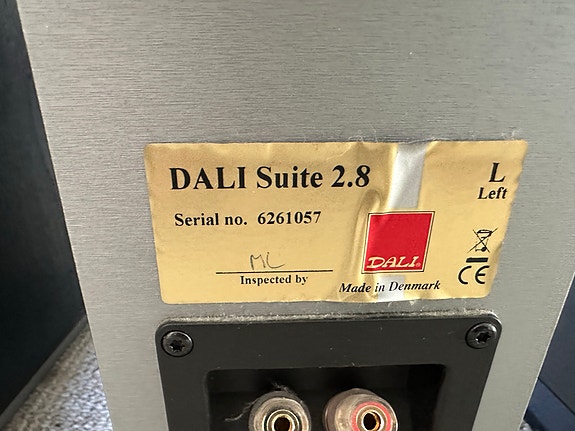 DALI Suite 2.8
L
Left
Serial no. 6261057
ML
Inspected by
DALI
Made in Denmark
CE